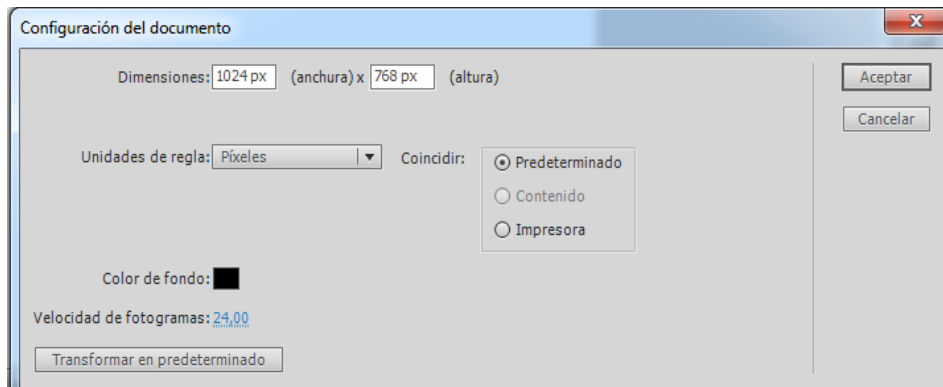 Configuración del documento
Dimensiones: 1024 px (anchura) x 768 px (altura)
Aceptar
Cancelar
Unidades de regla: Píxeles Coincidir: Predeterminado
Contenido
Impresora
Color de fondo:
Velocidad de fotogramas: 24,00
Transformar en predeterminado